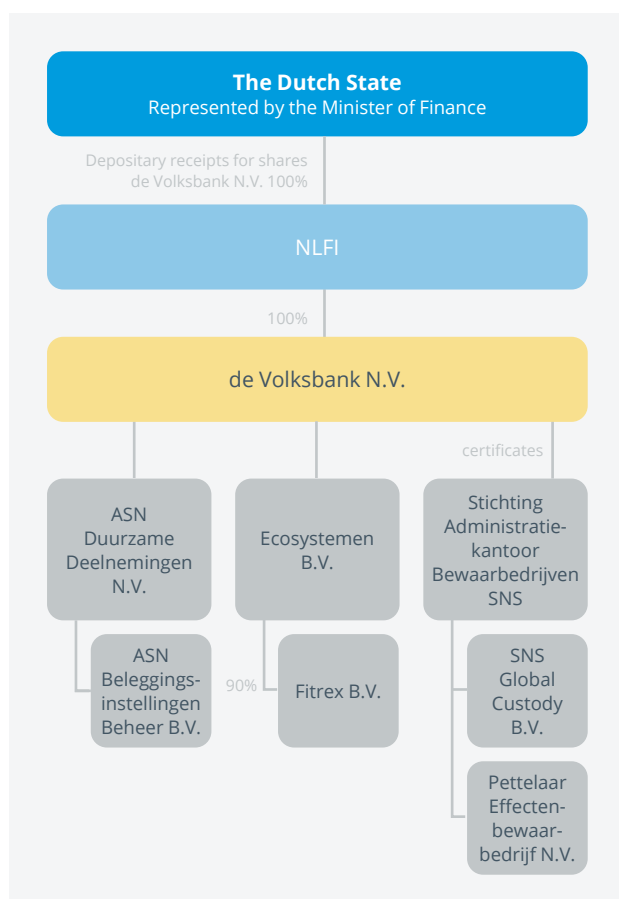 The Dutch State
Represented by the Minister of Finance
Depositary receipts for shares
de Volksbank N.V. 100%
NLFI
100%
de Volksbank N.V.
certificates
ASN
Duurzame
Deelnemingen
N.V.
Ecosystemen
B.V.
Stichting
Administratie-
kantoor
Bewaarbedrijven
SNS
ASN
Beleggings-
instellingen
Beheer B.V.
90%
Fitrex B.V.
SNS
Global
Custody
B.V.
Pettelaar
Effecten-
bewaar-
bedrijf N.V.